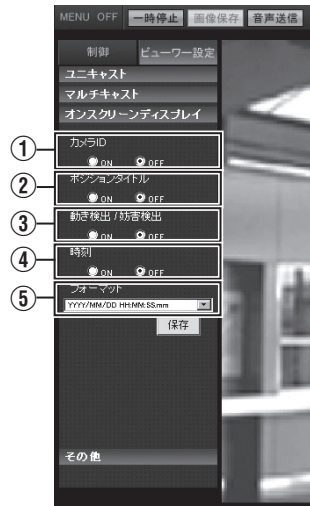 MENU OFF 一時停止 画像保存 音声送信
制御 ビューワー設定
ユニキャスト
マルチキャスト
オンスクリーンディスプレイ
① カメラID
ON OFF
② ポジションタイトル
ON OFF
③ 動き検出 / 妨害検出
ON OFF
④ 時刻
ON OFF
⑤ フォーマット
YYYY/MM/DD HH:MM:SS.mm
保存
その他